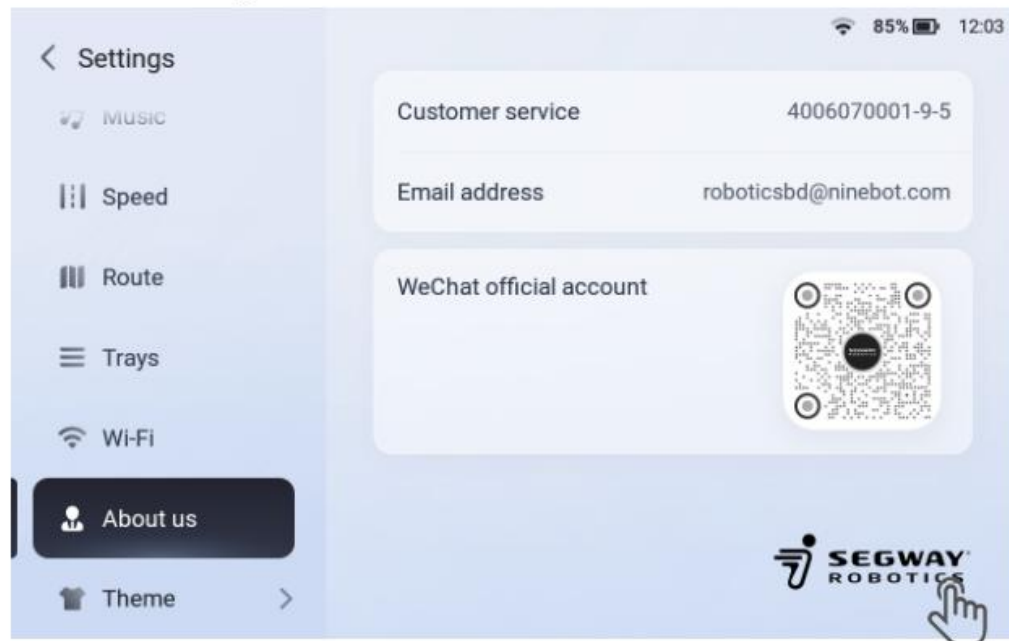 85% 12:03
Settings
Music
Speed
Route
Trays
Wi-Fi
About us
Theme
Customer service 4006070001-9-5
Email address roboticsbd@ninebot.com
WeChat official account
SEGWAY
ROBOTICS